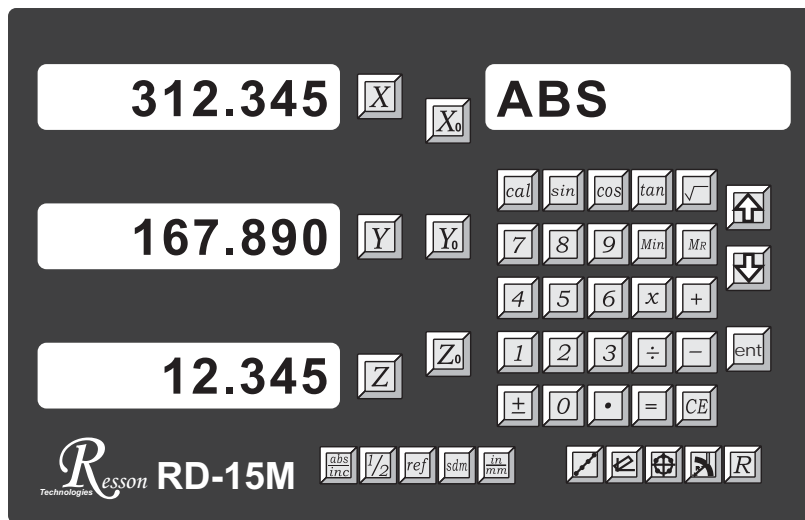 312.345 X X0 ABS
cal sin cos tan √
167.890 Y Y0
7 8 9 Min MR
4 5 6 x +
12.345 Z Z0
1 2 3 ÷ − ent
± 0 • = CE
Resson Technologies RD-15M
abs/inc 1/2 ref sdm in/mm R